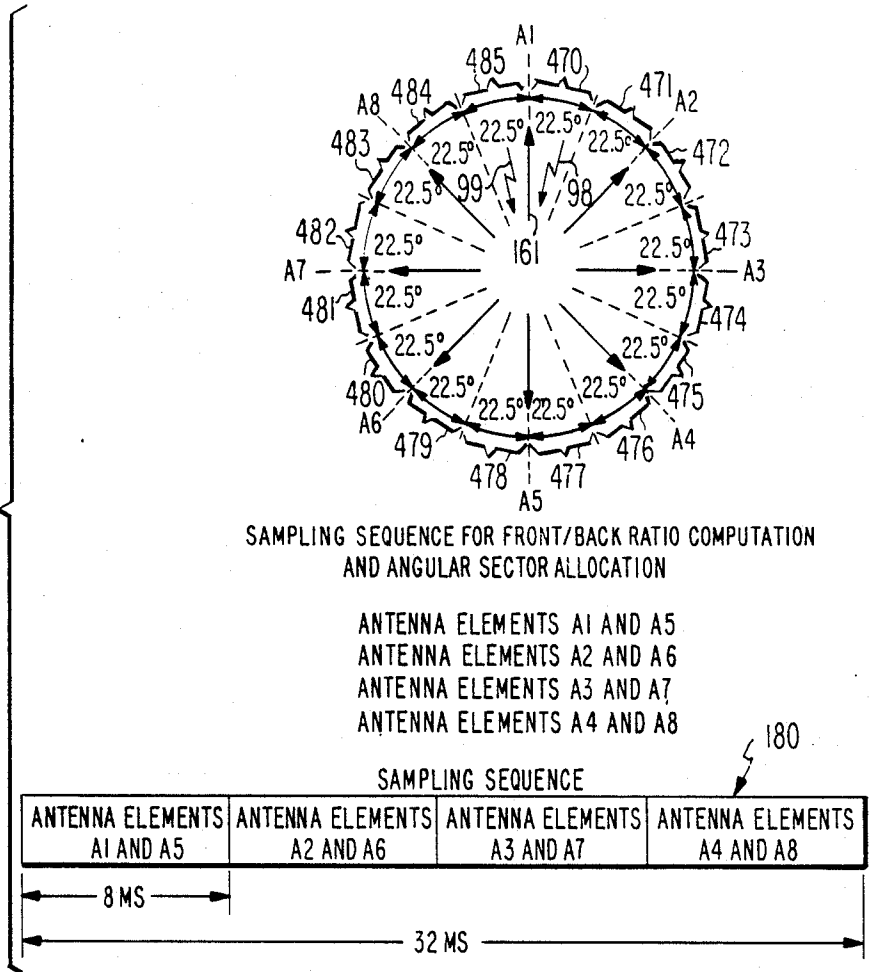 A1
485 470
484 471
A8 A2
483 472
22.5° 22.5°
22.5° 22.5°
99 98
22.5° 22.5°
482 473
22.5° 22.5°
161
A7 A3
22.5° 22.5°
481 474
22.5° 22.5°
480 475
22.5° 22.5°
22.5° 22.5°
A6 A4
479 476
478 477
A5
SAMPLING SEQUENCE FOR FRONT/BACK RATIO COMPUTATION
AND ANGULAR SECTOR ALLOCATION
ANTENNA ELEMENTS A1 AND A5
ANTENNA ELEMENTS A2 AND A6
ANTENNA ELEMENTS A3 AND A7
ANTENNA ELEMENTS A4 AND A8
180
SAMPLING SEQUENCE
ANTENNA ELEMENTS ANTENNA ELEMENTS ANTENNA ELEMENTS ANTENNA ELEMENTS
A1 AND A5 A2 AND A6 A3 AND A7 A4 AND A8
8 MS
32 MS